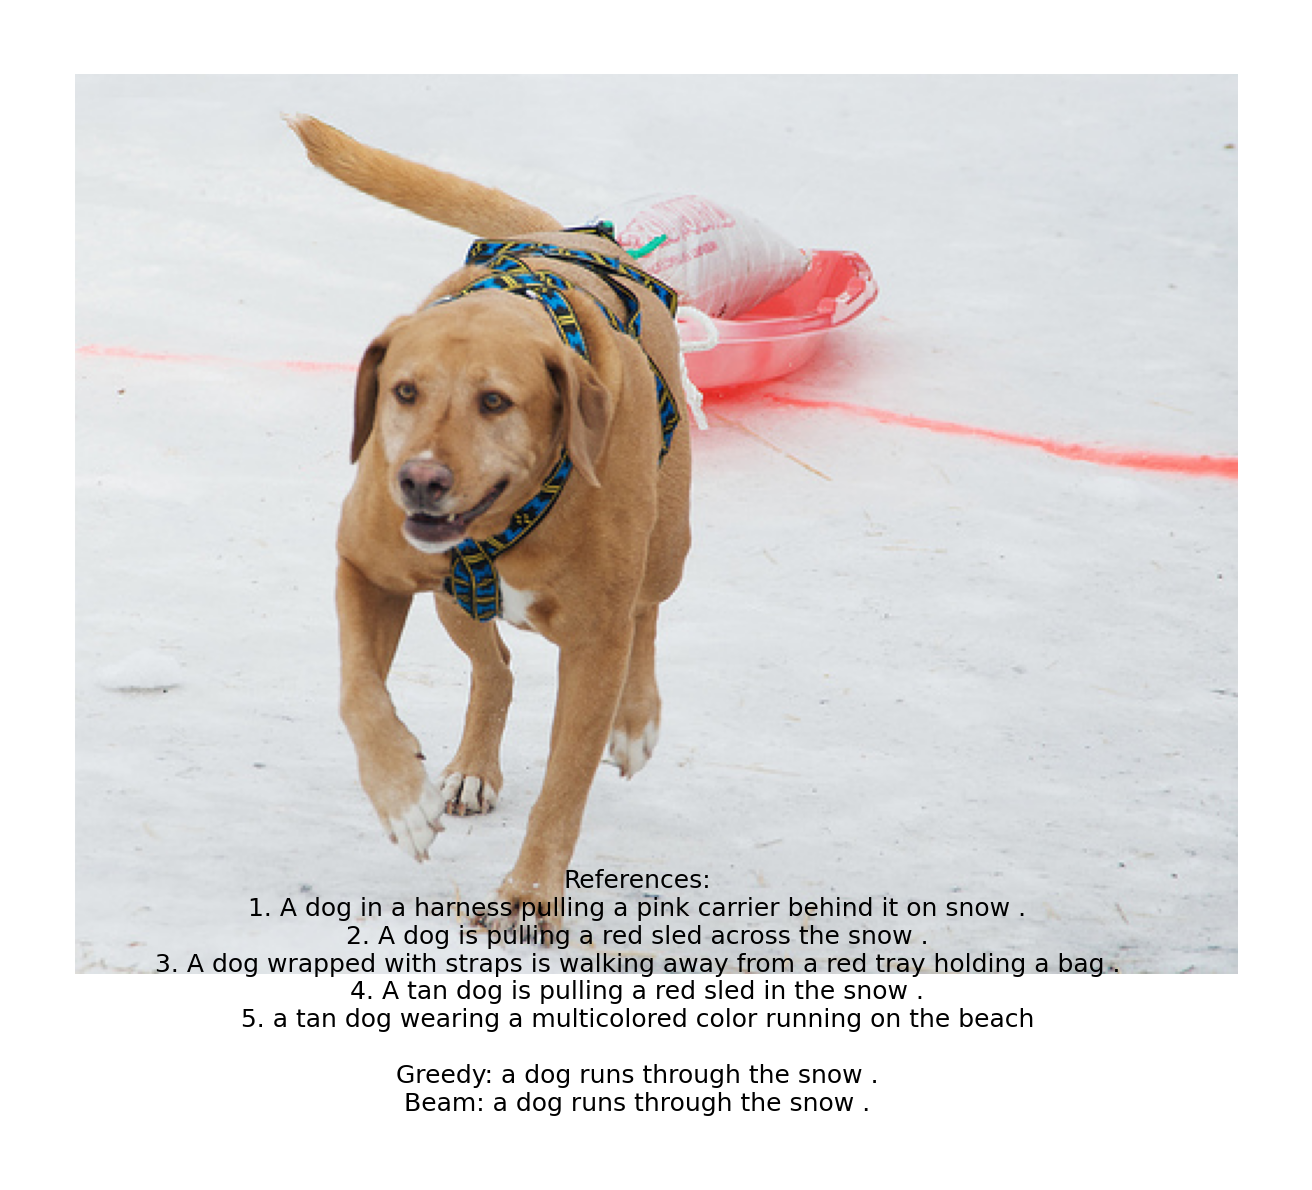 References:
1. A dog in a harness pulling a pink carrier behind it on snow .
2. A dog is pulling a red sled across the snow .
3. A dog wrapped with straps is walking away from a red tray holding a bag .
4. A tan dog is pulling a red sled in the snow .
5. a tan dog wearing a multicolored color running on the beach
Greedy: a dog runs through the snow .
Beam: a dog runs through the snow .